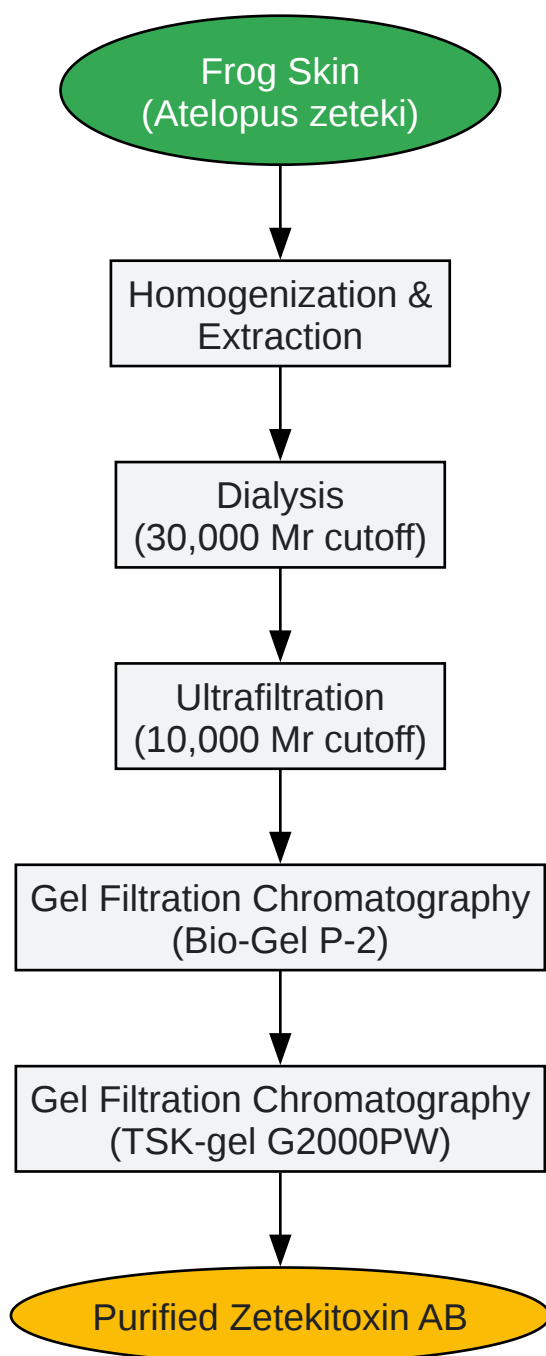 Frog Skin
(Atelopus zeteki)
Homogenization &
Extraction
Dialysis
(30,000 Mr cutoff)
Ultrafiltration
(10,000 Mr cutoff)
Gel Filtration Chromatography
(Bio-Gel P-2)
Gel Filtration Chromatography
(TSK-gel G2000PW)
Purified Zetekitoxin AB